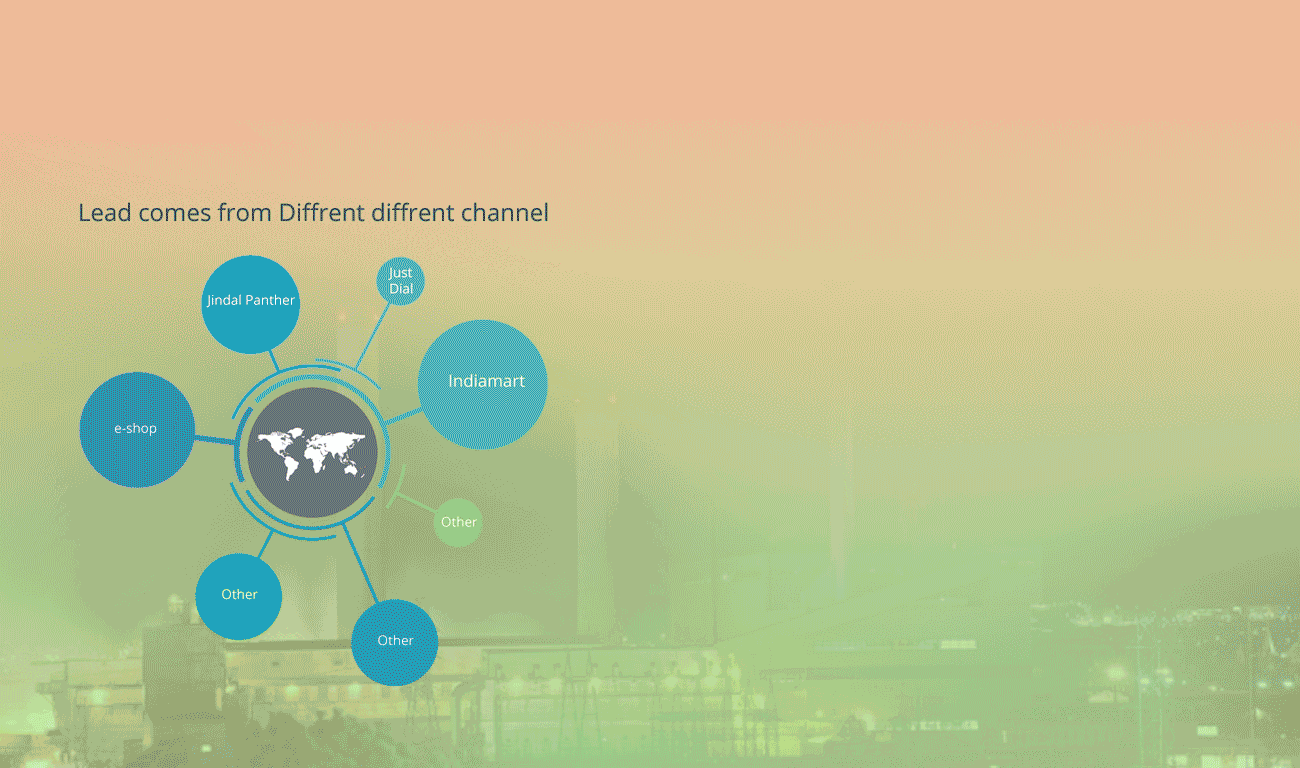 Lead comes from Diffrent diffrent channel
Just
Dial
Jindal Panther
Indiamart
e-shop
Other
Other
Other